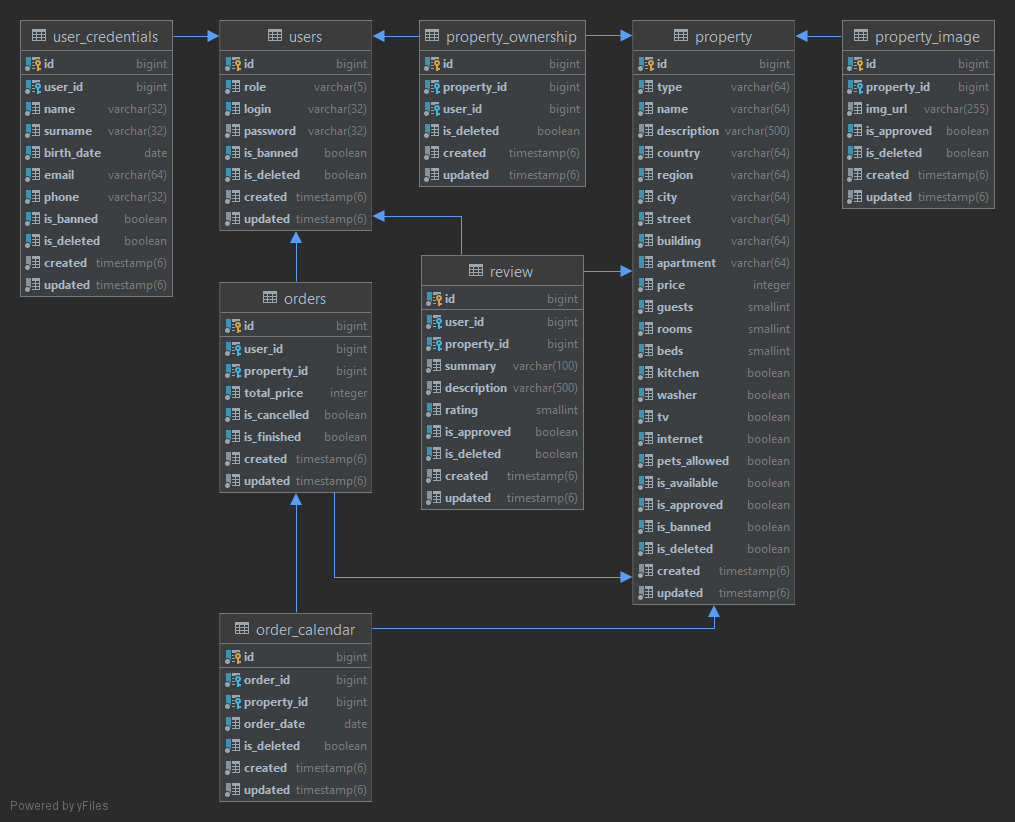 user_credentials
id bigint
user_id bigint
name varchar(32)
surname varchar(32)
birth_date date
email varchar(64)
phone varchar(32)
is_banned boolean
is_deleted boolean
created timestamp(6)
updated timestamp(6)
users
id bigint
role varchar(5)
login varchar(32)
password varchar(32)
is_banned boolean
is_deleted boolean
created timestamp(6)
updated timestamp(6)
property_ownership
id bigint
property_id bigint
user_id bigint
is_deleted boolean
created timestamp(6)
updated timestamp(6)
property
id bigint
type varchar(64)
name varchar(64)
description varchar(500)
country varchar(64)
region varchar(64)
city varchar(64)
street varchar(64)
building varchar(64)
apartment varchar(64)
price integer
guests smallint
rooms smallint
beds smallint
kitchen boolean
washer boolean
tv boolean
internet boolean
pets_allowed boolean
is_available boolean
is_approved boolean
is_banned boolean
is_deleted boolean
created timestamp(6)
updated timestamp(6)
property_image
id bigint
property_id bigint
img_url varchar(255)
is_approved boolean
is_deleted boolean
created timestamp(6)
updated timestamp(6)
orders
id bigint
user_id bigint
property_id bigint
total_price integer
is_cancelled boolean
is_finished boolean
created timestamp(6)
updated timestamp(6)
review
id bigint
user_id bigint
property_id bigint
summary varchar(100)
description varchar(500)
rating smallint
is_approved boolean
is_deleted boolean
created timestamp(6)
updated timestamp(6)
order_calendar
id bigint
order_id bigint
property_id bigint
order_date date
is_deleted boolean
created timestamp(6)
updated timestamp(6)
Powered by yFiles